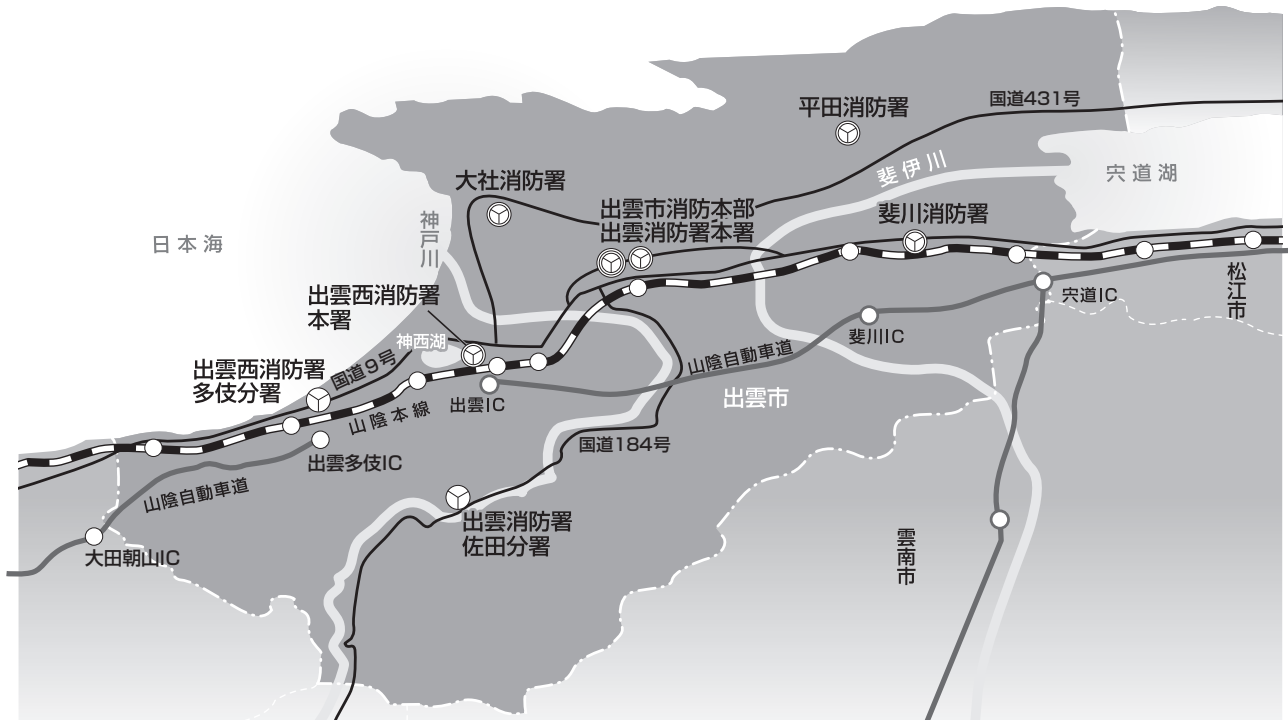 国道431号
平田消防署
斐伊川
宍道湖
大社消防署
出雲市消防本部
出雲消防署本署
斐川消防署
神戸川
日本海
松江市
宍道IC
出雲西消防署
本署
神西湖
斐川IC
国道9号
山陰自動車道
出雲西消防署
多伎分署
出雲IC
出雲市
山陰本線
国道184号
出雲多伎IC
山陰自動車道
出雲消防署
佐田分署
大田朝山IC
雲南市